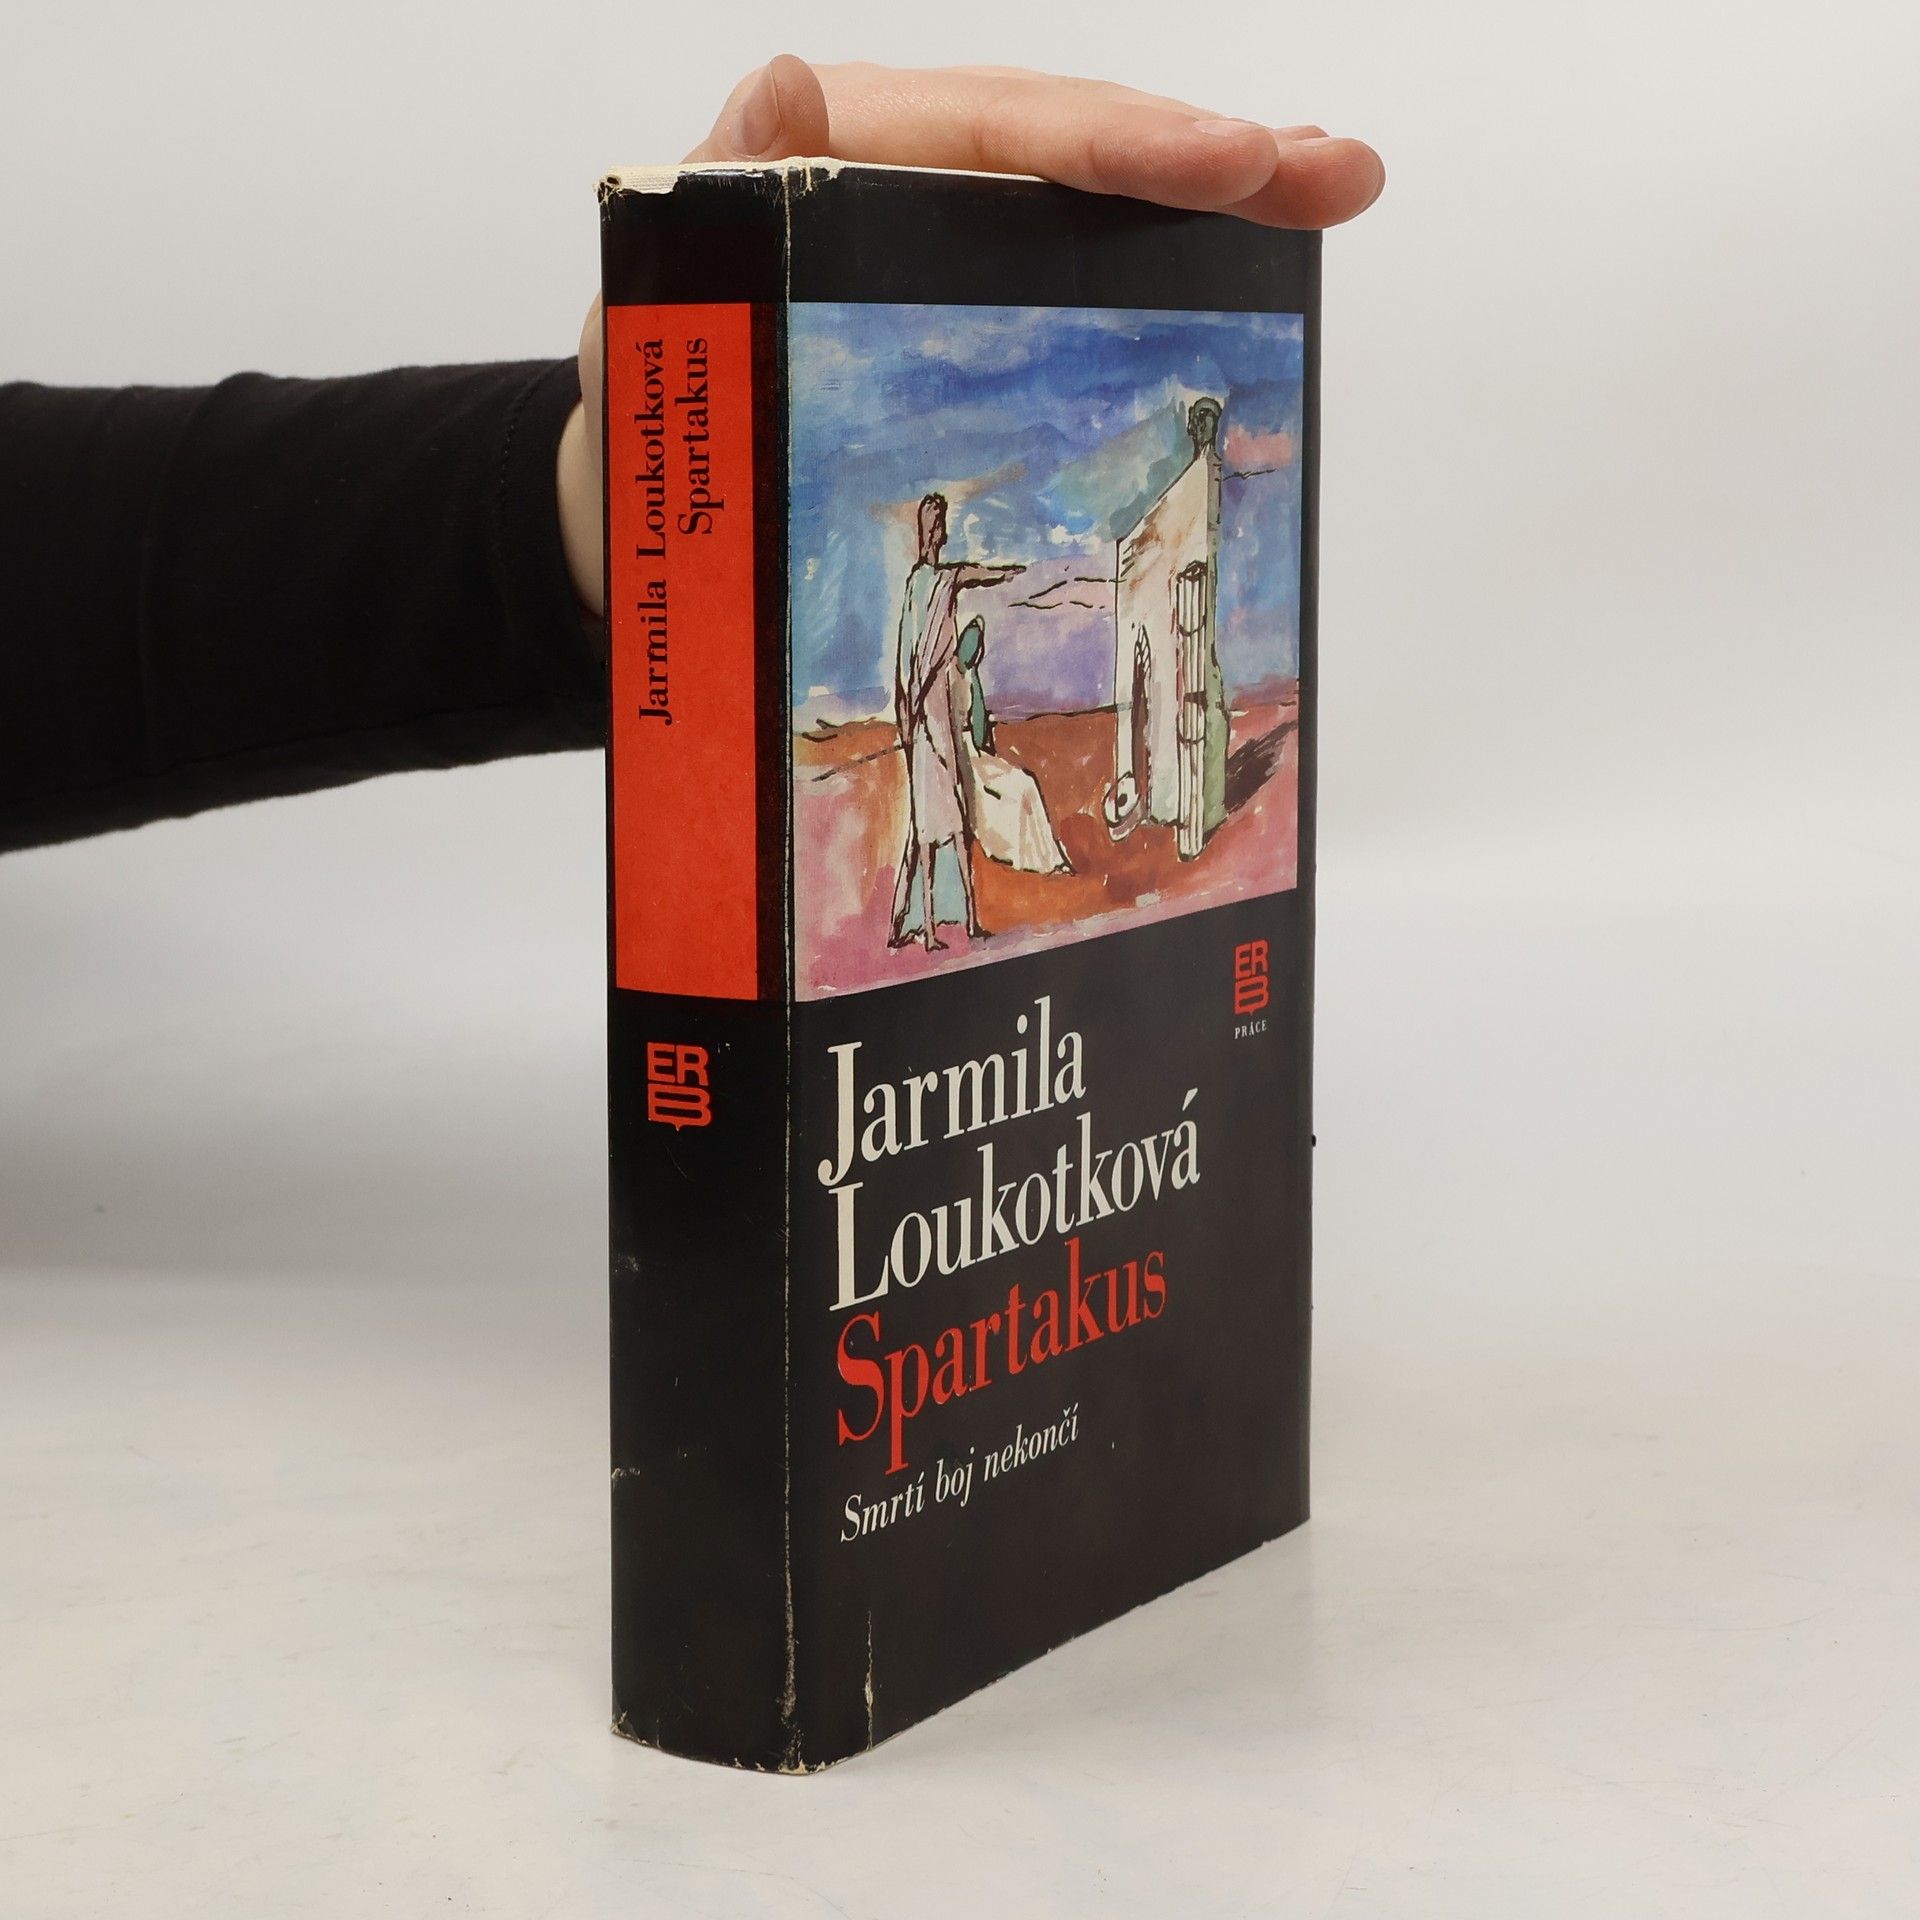 Jarmila Loukotková
Spartakus
ERB
ERB
PRÁCE
Jarmila
Loukotková
Spartakus
Smrtí boj nekončí